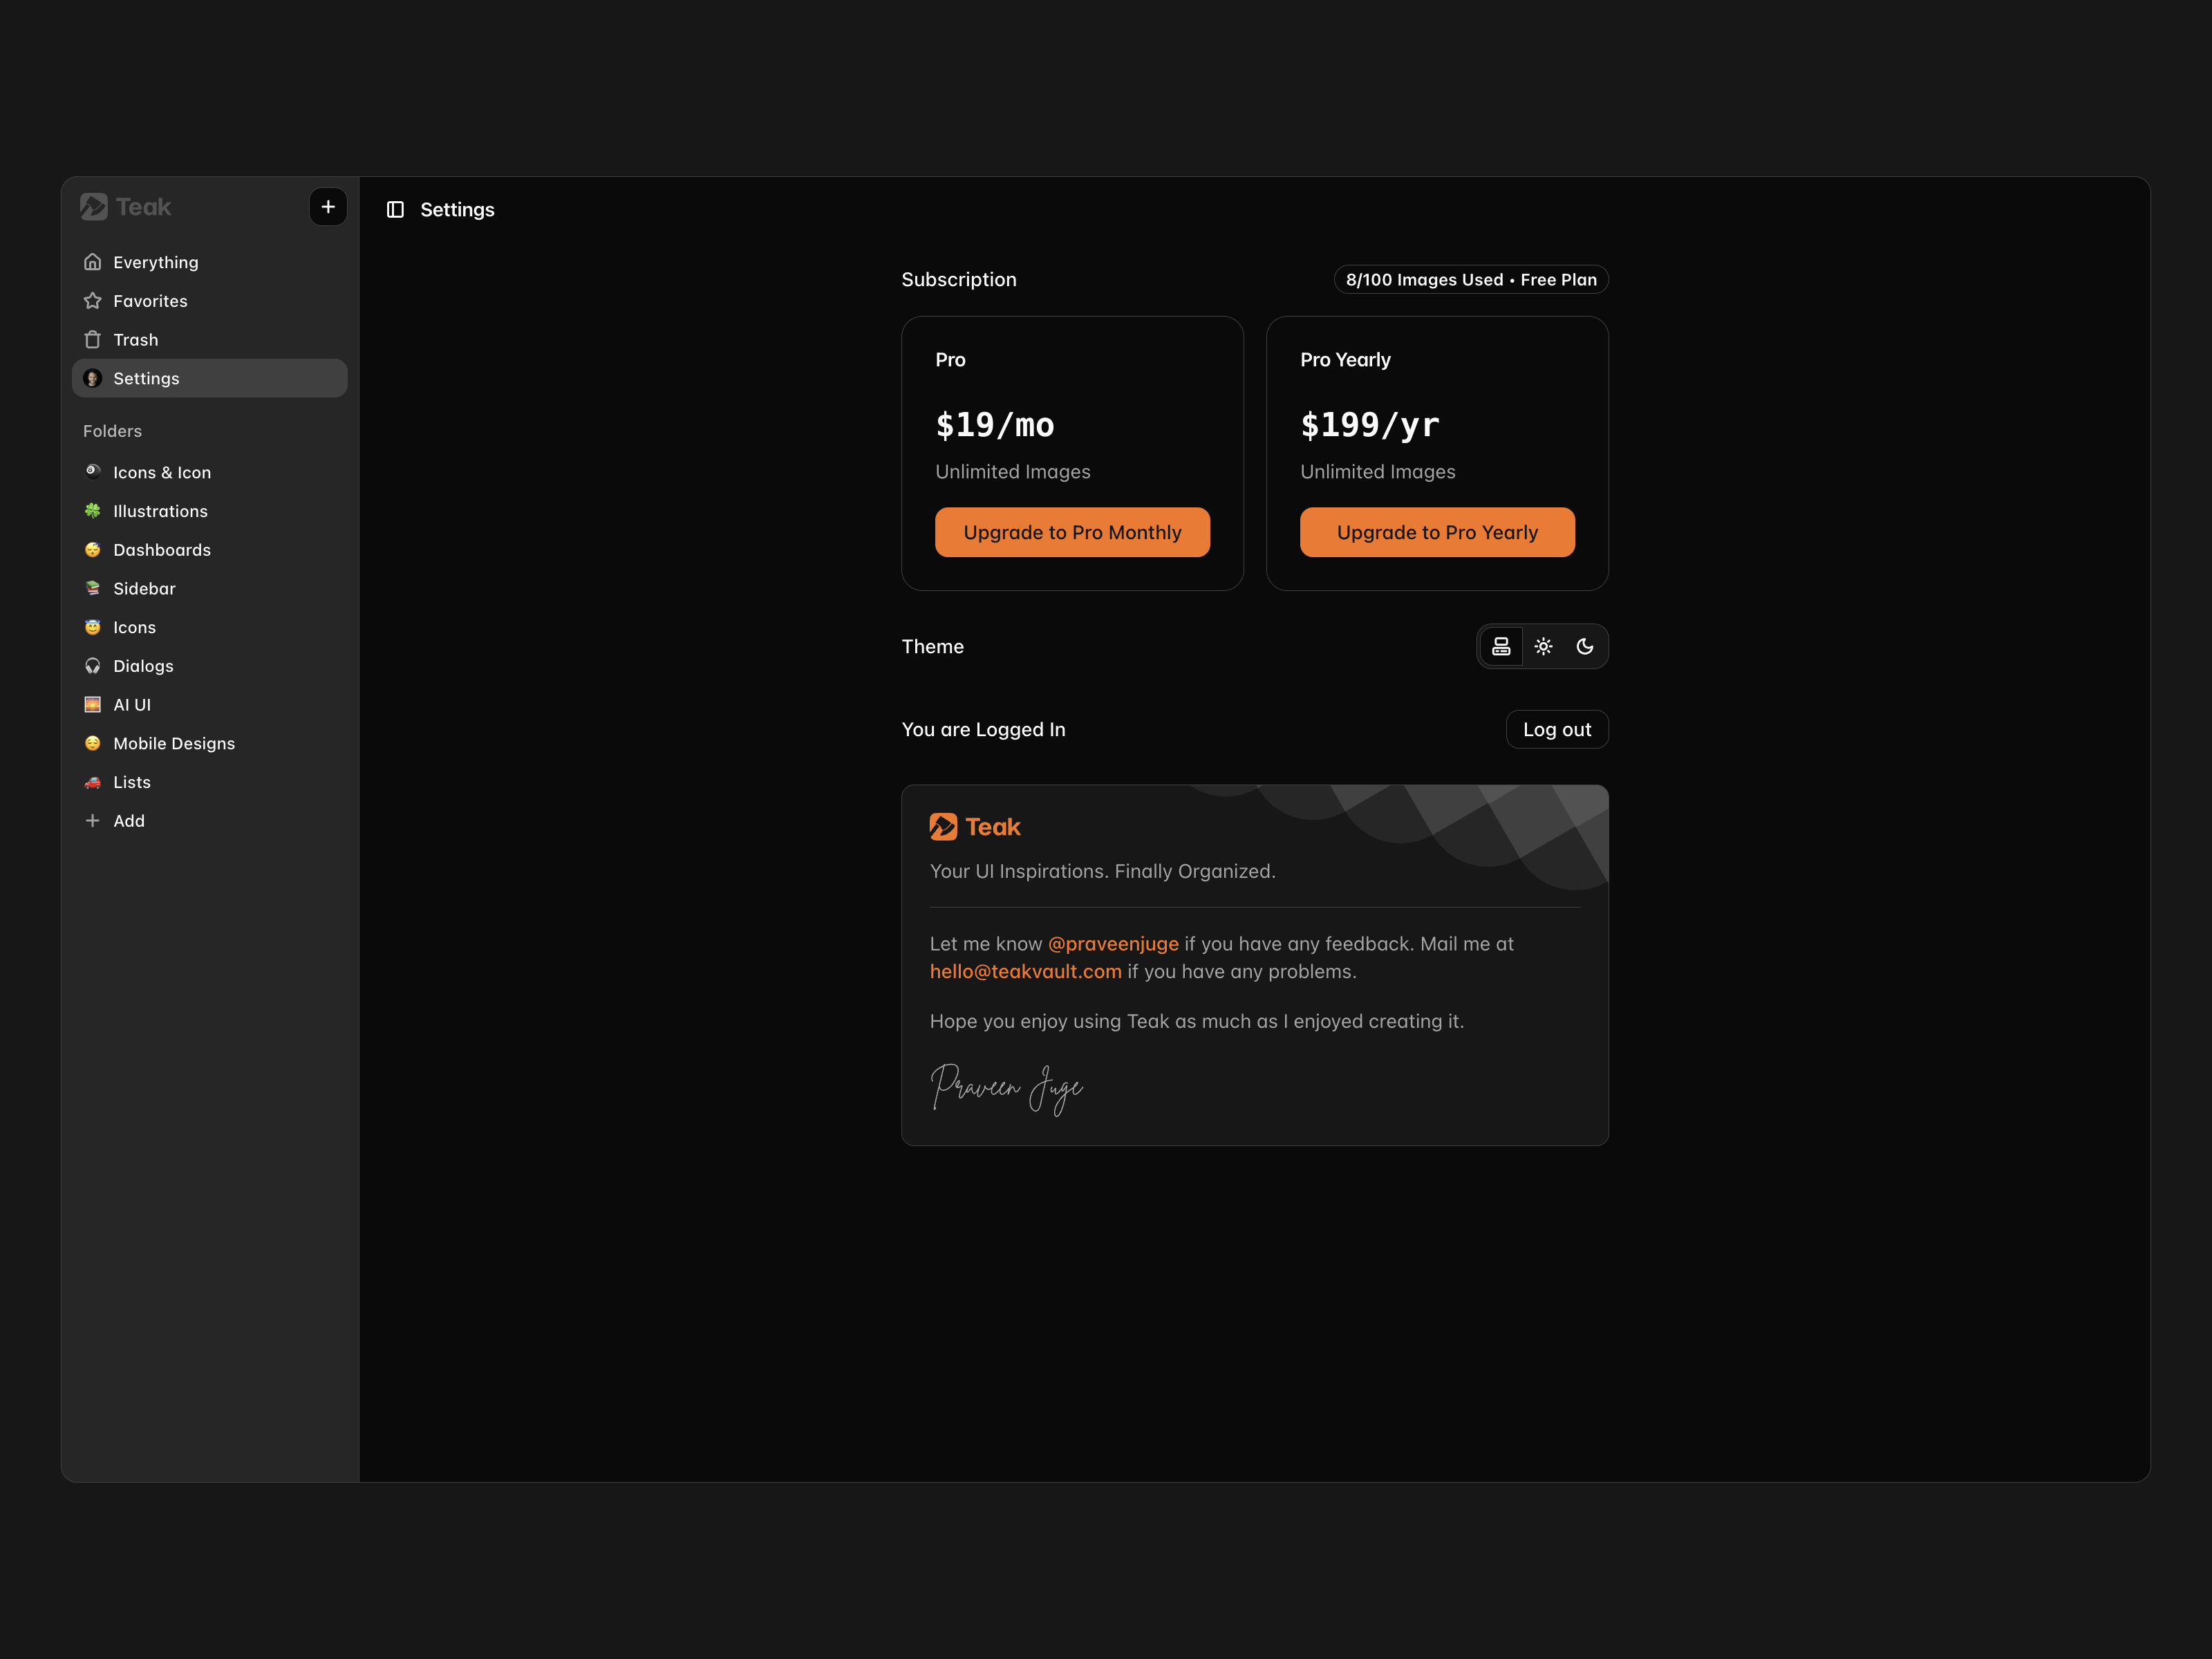 Teak
Everything
Favorites
Trash
Settings
Folders
Icons & Icon
Illustrations
Dashboards
Sidebar
Icons
Dialogs
AI UI
Mobile Designs
Lists
Add
Settings
Subscription
8/100 Images Used • Free Plan
Pro
$19/mo
Unlimited Images
Upgrade to Pro Monthly
Pro Yearly
$199/yr
Unlimited Images
Upgrade to Pro Yearly
Theme
You are Logged In
Log out
Teak
Your UI Inspirations. Finally Organized.
Let me know @praveenjuge if you have any feedback. Mail me at
hello@teakvault.com if you have any problems.
Hope you enjoy using Teak as much as I enjoyed creating it.
Praveen Juge